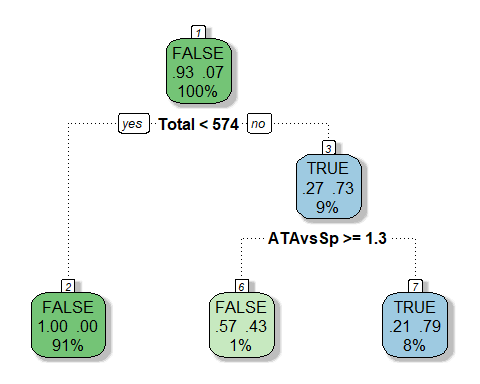 1
FALSE
.93 .07
100%
yes Total < 574 no
3
TRUE
.27 .73
9%
ATAvsSp >= 1.3
2
FALSE
1.00 .00
91%
6
FALSE
.57 .43
1%
7
TRUE
.21 .79
8%